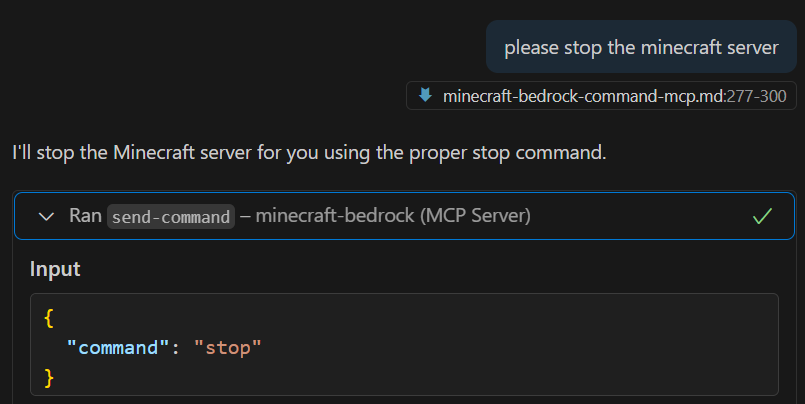 please stop the minecraft server
minecraft-bedrock-command-mcp.md:277-300
I'll stop the Minecraft server for you using the proper stop command.
Ran send-command – minecraft-bedrock (MCP Server)
Input
{
"command": "stop"
}